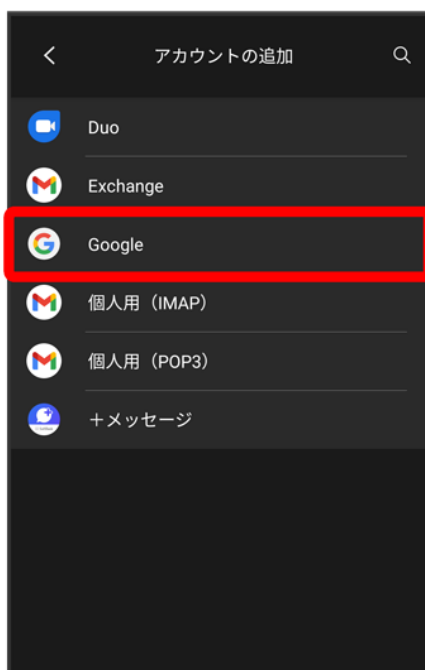 アカウントの追加
Duo
Exchange
Google
個人用（IMAP）
個人用（POP3）
＋メッセージ